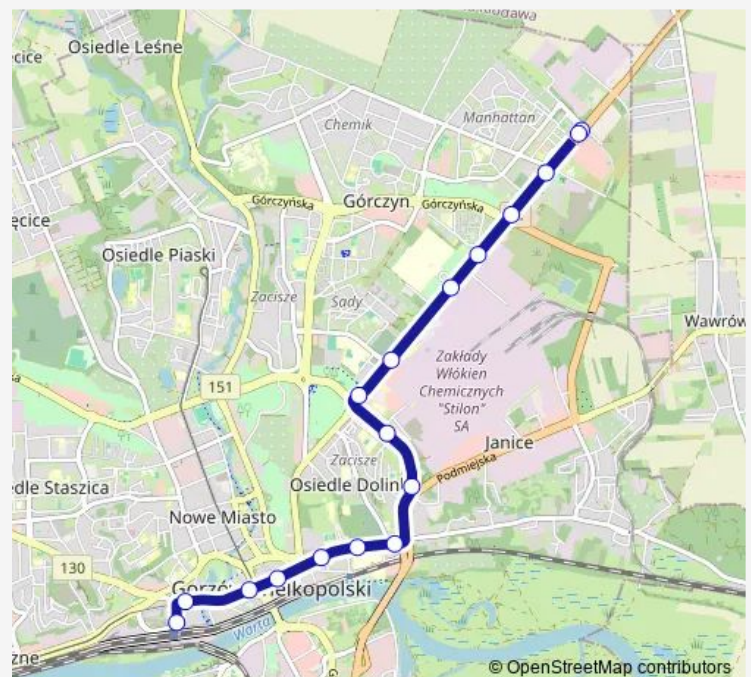 Osiedle Leśne
Chemik
Manhattan
Górczyńska
Górczyn
Górczyńska
Osiedle Piaski
Zacisze
Sady
Wawrów
Zakłady
Włókien
Chemicznych
"Stilon"
SA
151
Janice
Zacisze
Podmiejska
Osiedle Dolin
Nowe Miasto
130
Warta
© OpenStreetMap contributors